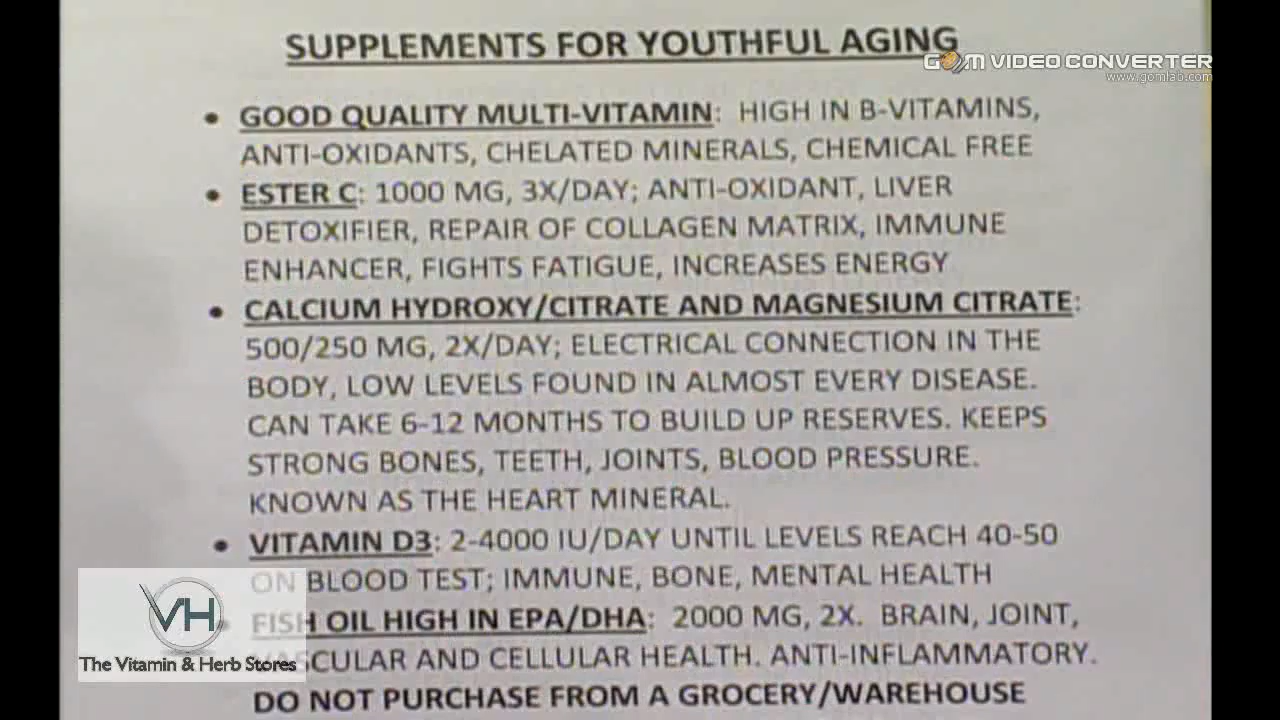 SUPPLEMENTS FOR YOUTHFUL AGING
GOM VIDEO CONVERTER
www.gomlab.com
• GOOD QUALITY MULTI-VITAMIN: HIGH IN B-VITAMINS,
ANTI-OXIDANTS, CHELATED MINERALS, CHEMICAL FREE
• ESTER C: 1000 MG, 3X/DAY; ANTI-OXIDANT, LIVER
DETOXIFIER, REPAIR OF COLLAGEN MATRIX, IMMUNE
ENHANCER, FIGHTS FATIGUE, INCREASES ENERGY
• CALCIUM HYDROXY/CITRATE AND MAGNESIUM CITRATE:
500/250 MG, 2X/DAY; ELECTRICAL CONNECTION IN THE
BODY, LOW LEVELS FOUND IN ALMOST EVERY DISEASE.
CAN TAKE 6-12 MONTHS TO BUILD UP RESERVES. KEEPS
STRONG BONES, TEETH, JOINTS, BLOOD PRESSURE.
KNOWN AS THE HEART MINERAL.
• VITAMIN D3: 2-4000 IU/DAY UNTIL LEVELS REACH 40-50
ON BLOOD TEST; IMMUNE, BONE, MENTAL HEALTH
• FISH OIL HIGH IN EPA/DHA: 2000 MG, 2X. BRAIN, JOINT,
VASCULAR AND CELLULAR HEALTH. ANTI-INFLAMMATORY.
DO NOT PURCHASE FROM A GROCERY/WAREHOUSE
VH
The Vitamin & Herb Stores